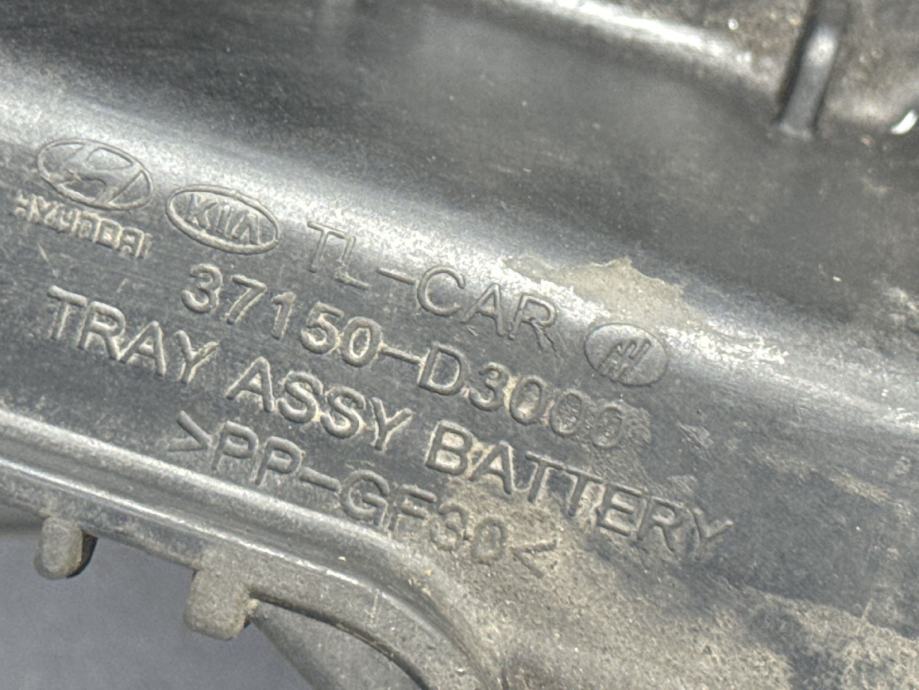 HYUNDAI KIA TL-CAR
37150-D3000
TRAY ASSY BATTERY
>PP-GF30<